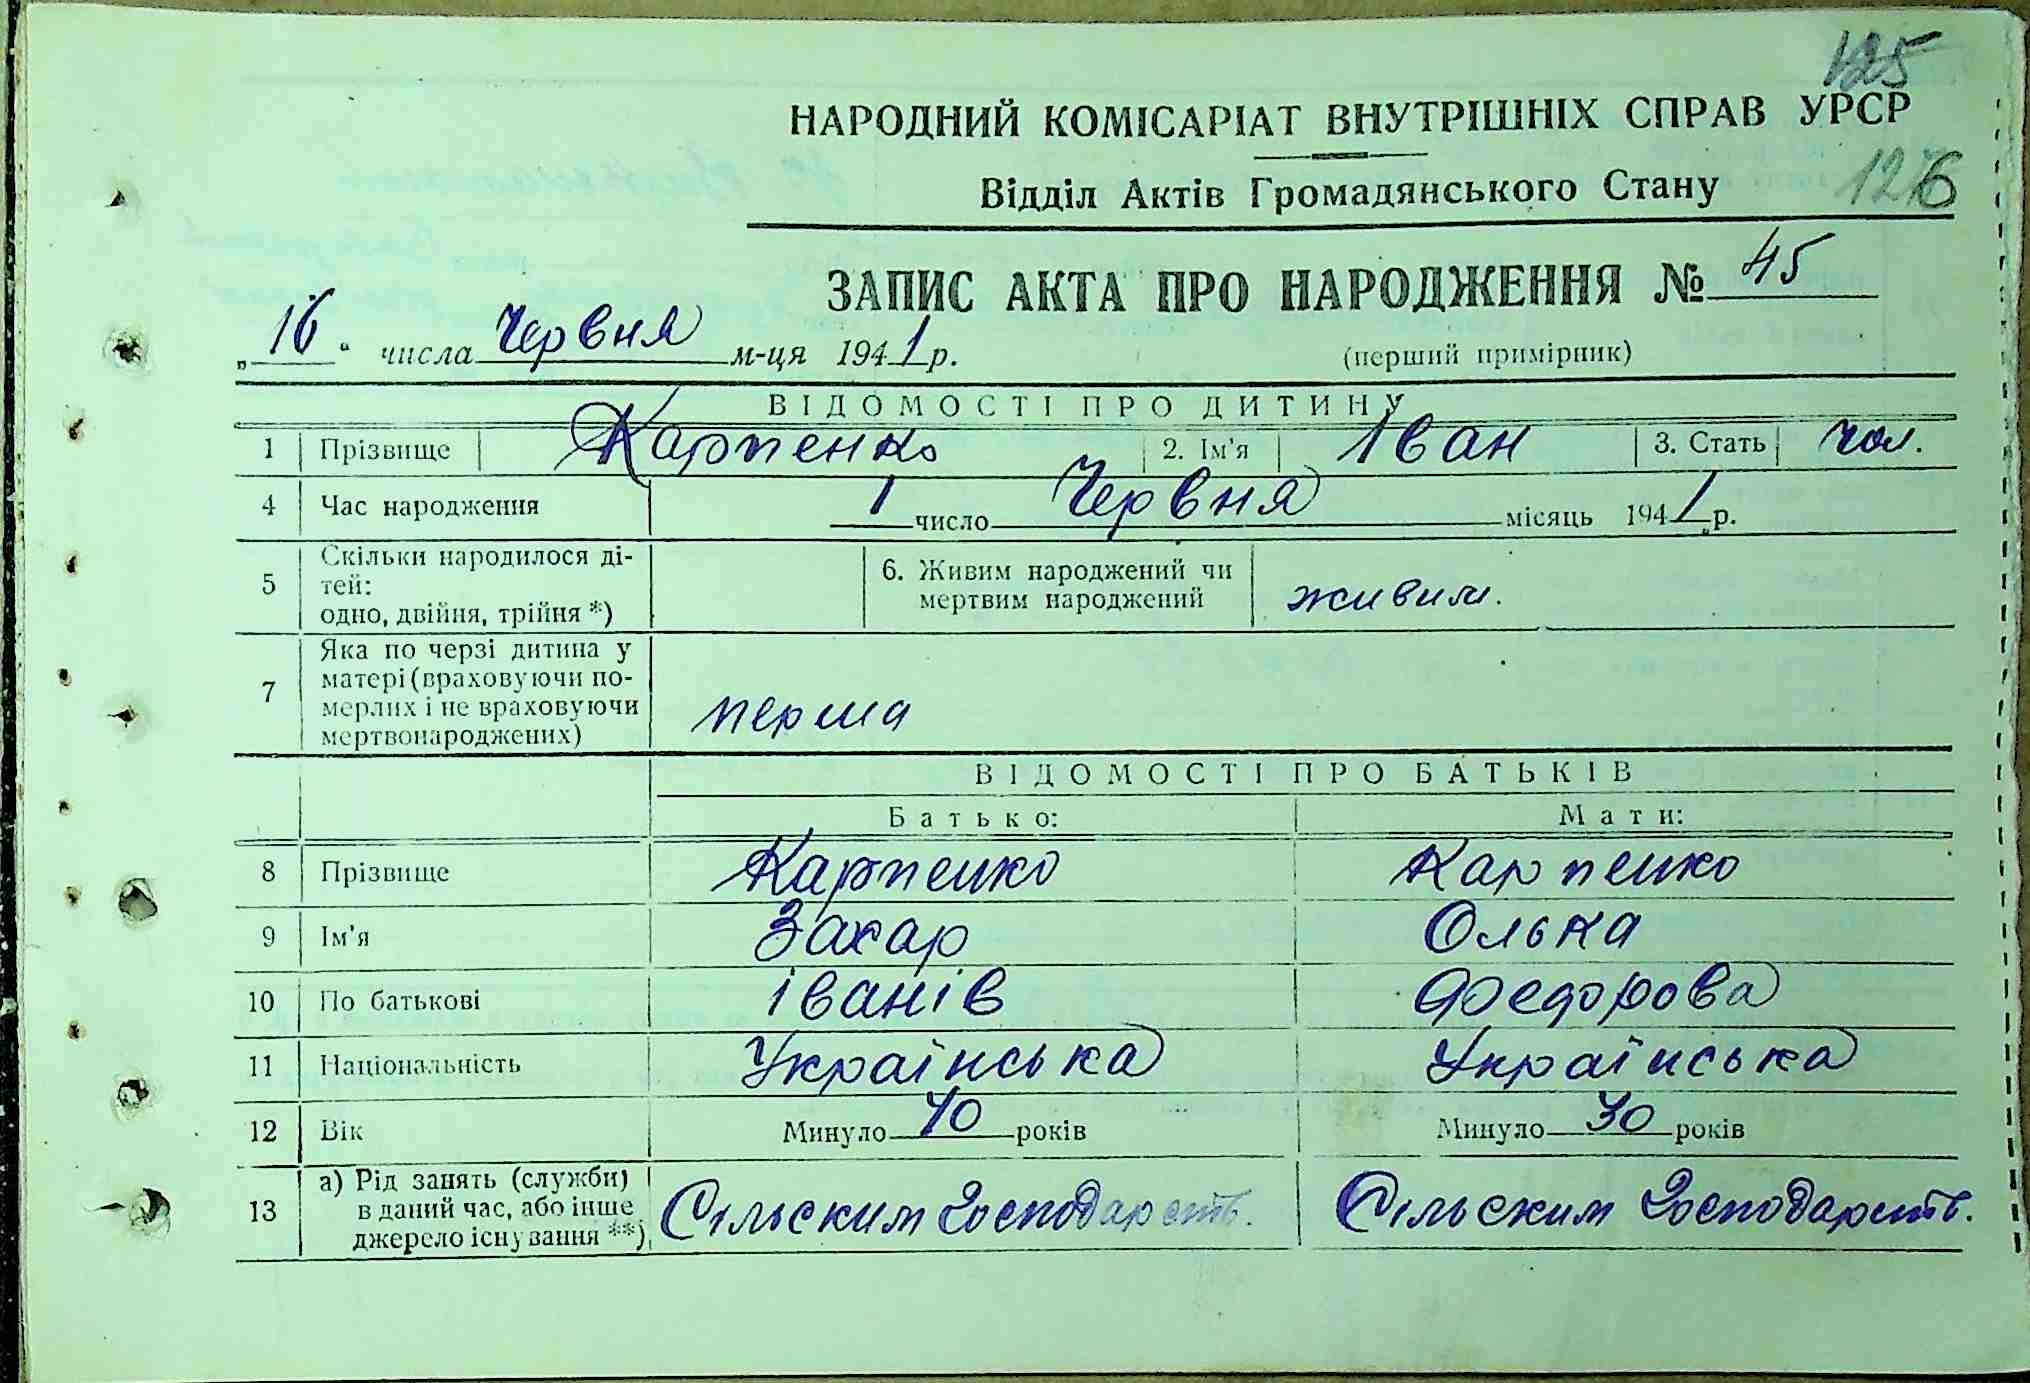 125
НАРОДНИЙ КОМІСАРІАТ ВНУТРІШНІХ СПРАВ УРСР
Відділ Актів Громадянського Стану 126
ЗАПИС АКТА ПРО НАРОДЖЕННЯ № 45
„16" числа Червня м-ця 1941 р. (перший примірник)
ВІДОМОСТІ ПРО ДИТИНУ
1 Прізвище Карпенко 2. Ім'я Іван 3. Стать чол.
4 Час народження 1 число Червня місяць 1941 р.
5 Скільки народилося ді-
тей:
одно, двійня, трійня *)
6. Живим народжений чи
мертвим народжений
живим.
7 Яка по черзі дитина у
матері (враховуючи по-
мерлих і не враховуючи
мертвонароджених)
перша
ВІДОМОСТІ ПРО БАТЬКІВ
Батько: Мати:
8 Прізвище Карпенко Карпенко
9 Ім'я Захар Олька
10 По батькові іванів Федорова
11 Національність Українська Українська
12 Вік Минуло 40 років Минуло 30 років
13 а) Рід занять (служби)
в даний час, або інше
джерело існування **)
Сільским Господарств. Сільским Господарств.